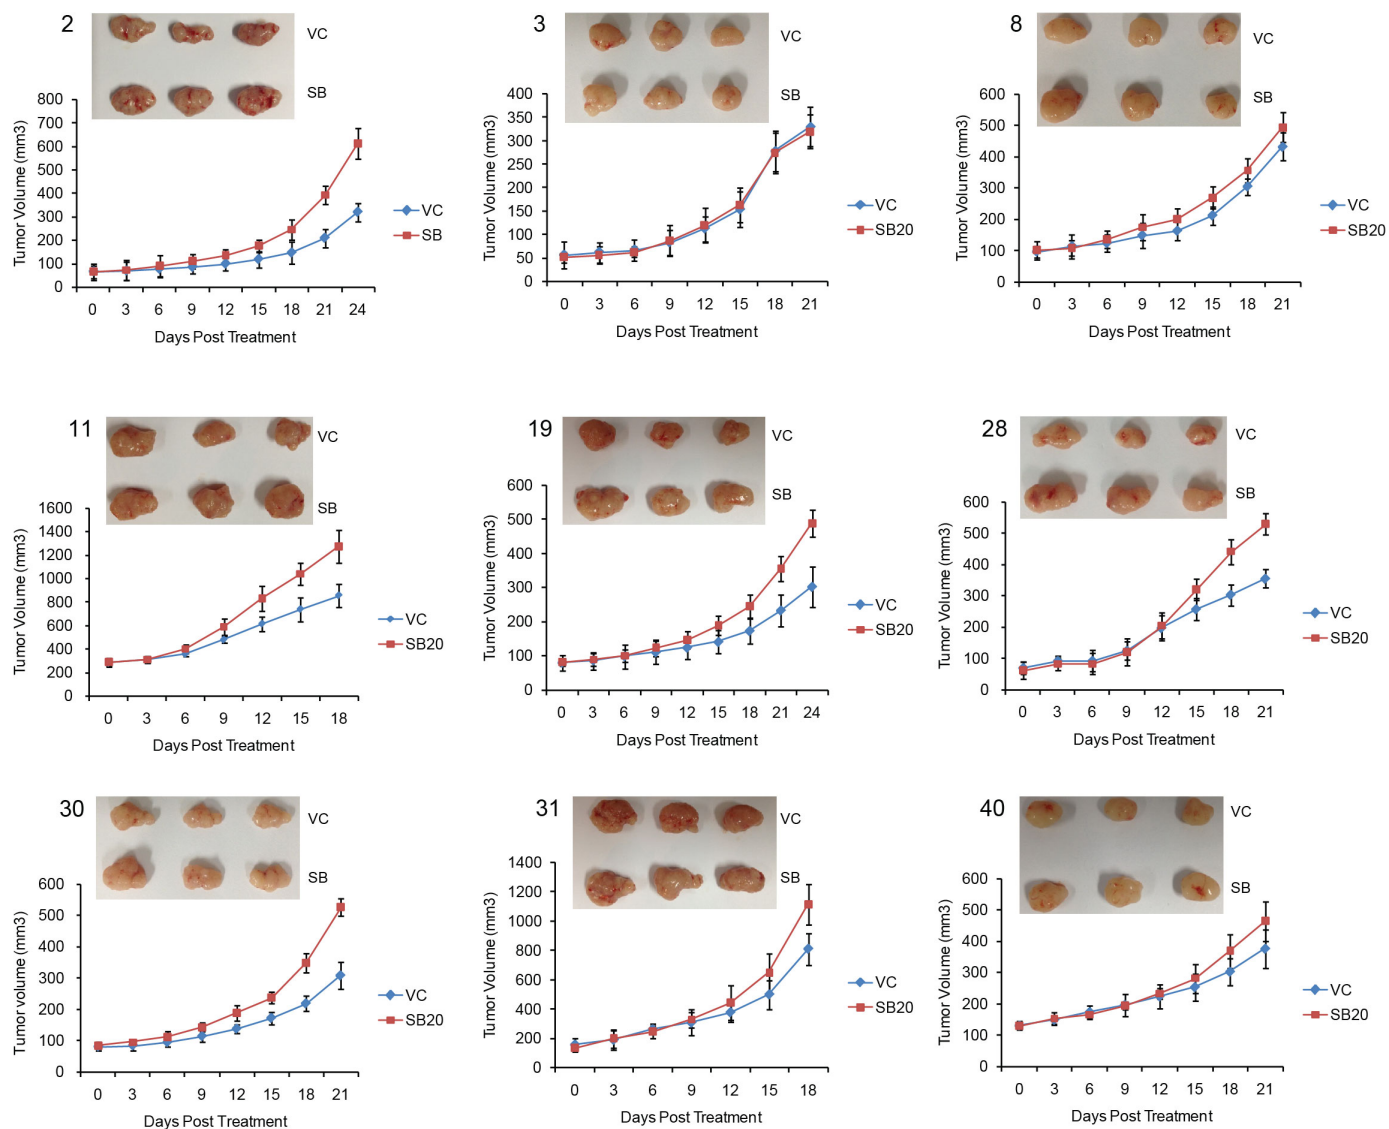 2
VC
SB
Tumor Volume (mm3)
800
700
600
500
400
300
200
100
0
0 3 6 9 12 15 18 21 24
Days Post Treatment
VC
SB
3
VC
SB
Tumor Volume (mm3)
400
350
300
250
200
150
100
50
0
0 3 6 9 12 15 18 21
Days Post Treatment
VC
SB20
8
VC
SB
Tumor Volume (mm3)
600
500
400
300
200
100
0
0 3 6 9 12 15 18 21
Days Post Treatment
VC
SB20
11
VC
SB
Tumor Volume (mm3)
1600
1400
1200
1000
800
600
400
200
0
0 3 6 9 12 15 18
Days Post Treatment
VC
SB20
19
VC
SB
Tumor Volume (mm3)
600
500
400
300
200
100
0
0 3 6 9 12 15 18 21 24
Days Post Treatment
VC
SB20
28
VC
SB
Tumor Volume (mm3)
600
500
400
300
200
100
0
0 3 6 9 12 15 18 21
Days Post Treatment
VC
SB20
30
VC
SB
Tumor Volume (mm3)
600
500
400
300
200
100
0
0 3 6 9 12 15 18 21
Days Post Treatment
VC
SB20
31
VC
SB
Tumor Volume (mm3)
1400
1200
1000
800
600
400
200
0
0 3 6 9 12 15 18
Days Post Treatment
VC
SB20
40
VC
SB
Tumor Volume (mm3)
600
500
400
300
200
100
0
0 3 6 9 12 15 18 21
Days Post Treatment
VC
SB20